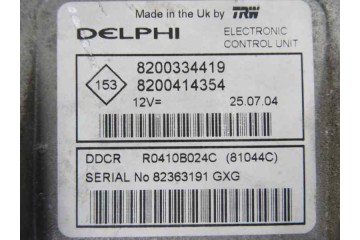 Made in the Uk by TRW
DELPHI ELECTRONIC CONTROL UNIT
153
8200334419
8200414354
12V= 25.07.04
DDCR R0410B024C (81044C)
SERIAL No 82363191 GXG